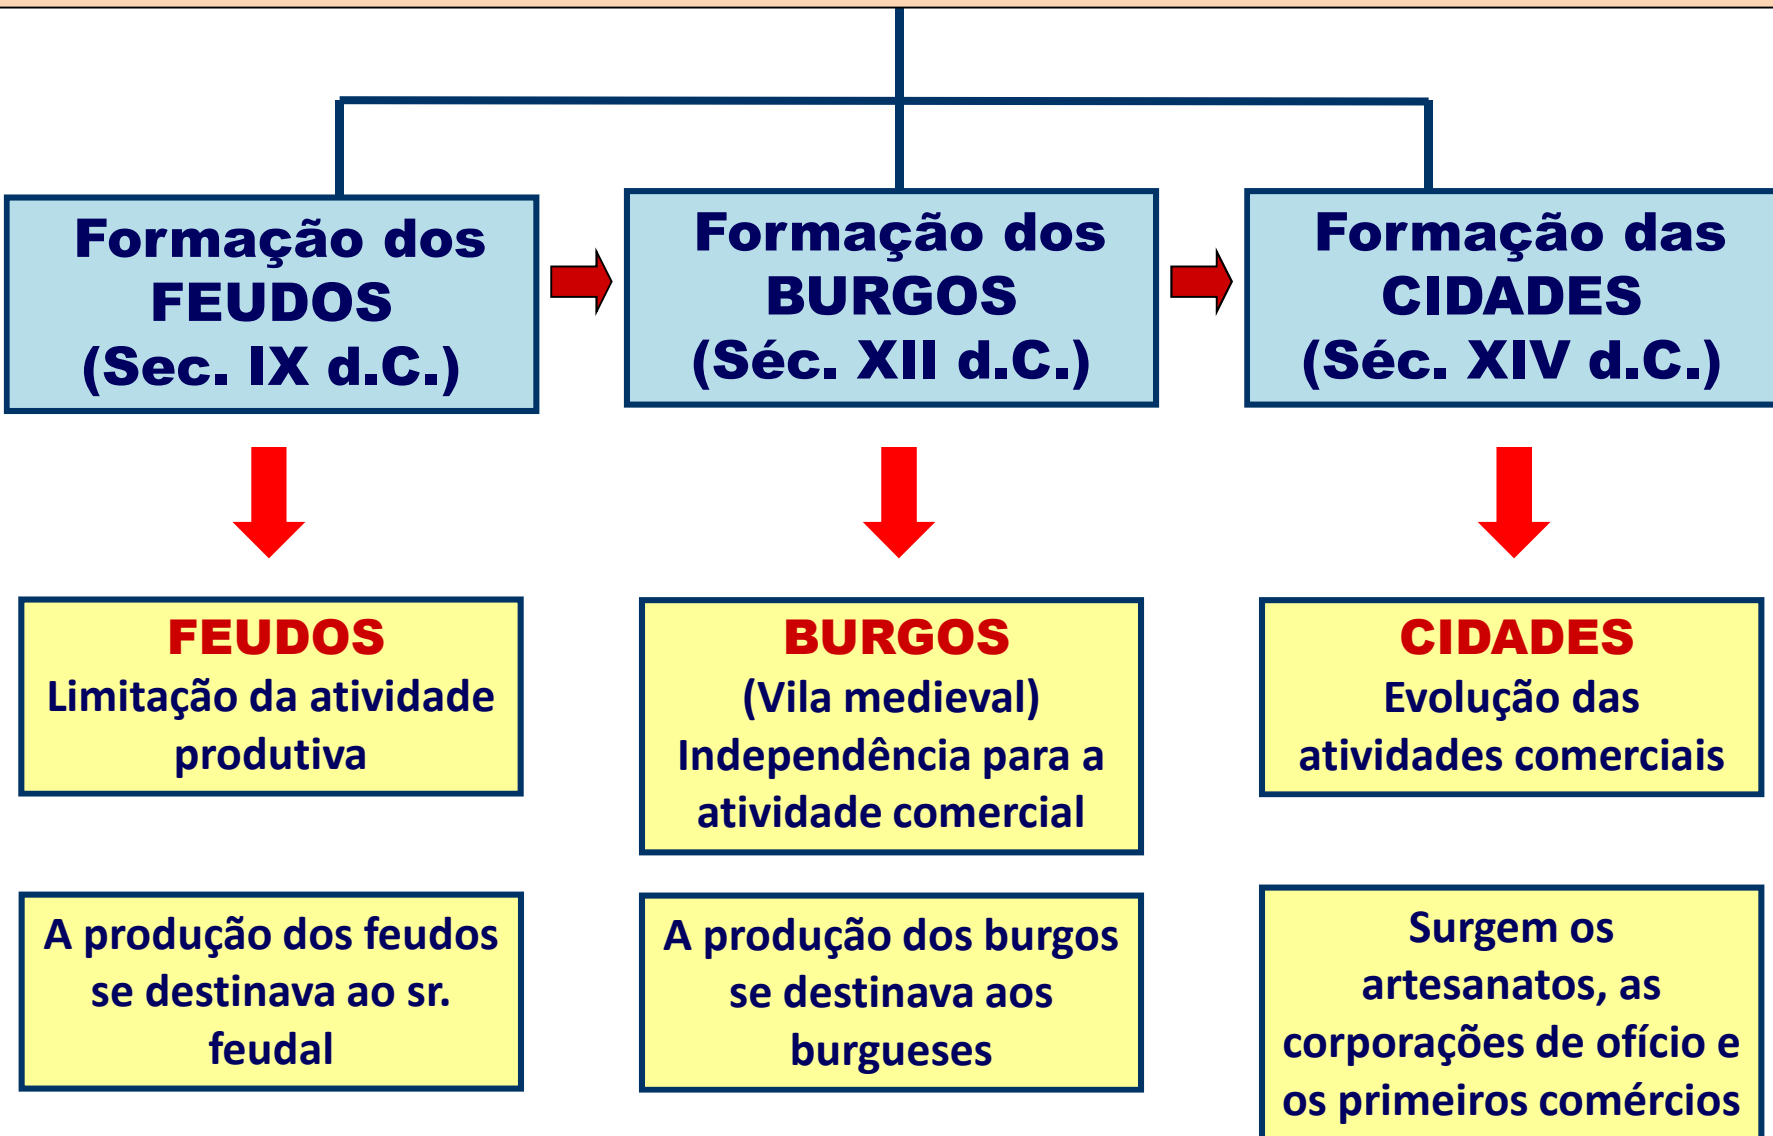 Formação dos
FEUDOS
(Sec. IX d.C.)
Formação dos
BURGOS
(Séc. XII d.C.)
Formação das
CIDADES
(Séc. XIV d.C.)
FEUDOS
Limitação da atividade
produtiva
BURGOS
(Vila medieval)
Independência para a
atividade comercial
CIDADES
Evolução das
atividades comerciais
A produção dos feudos
se destinava ao sr.
feudal
A produção dos burgos
se destinava aos
burgueses
Surgem os
artesanatos, as
corporações de ofício e
os primeiros comércios